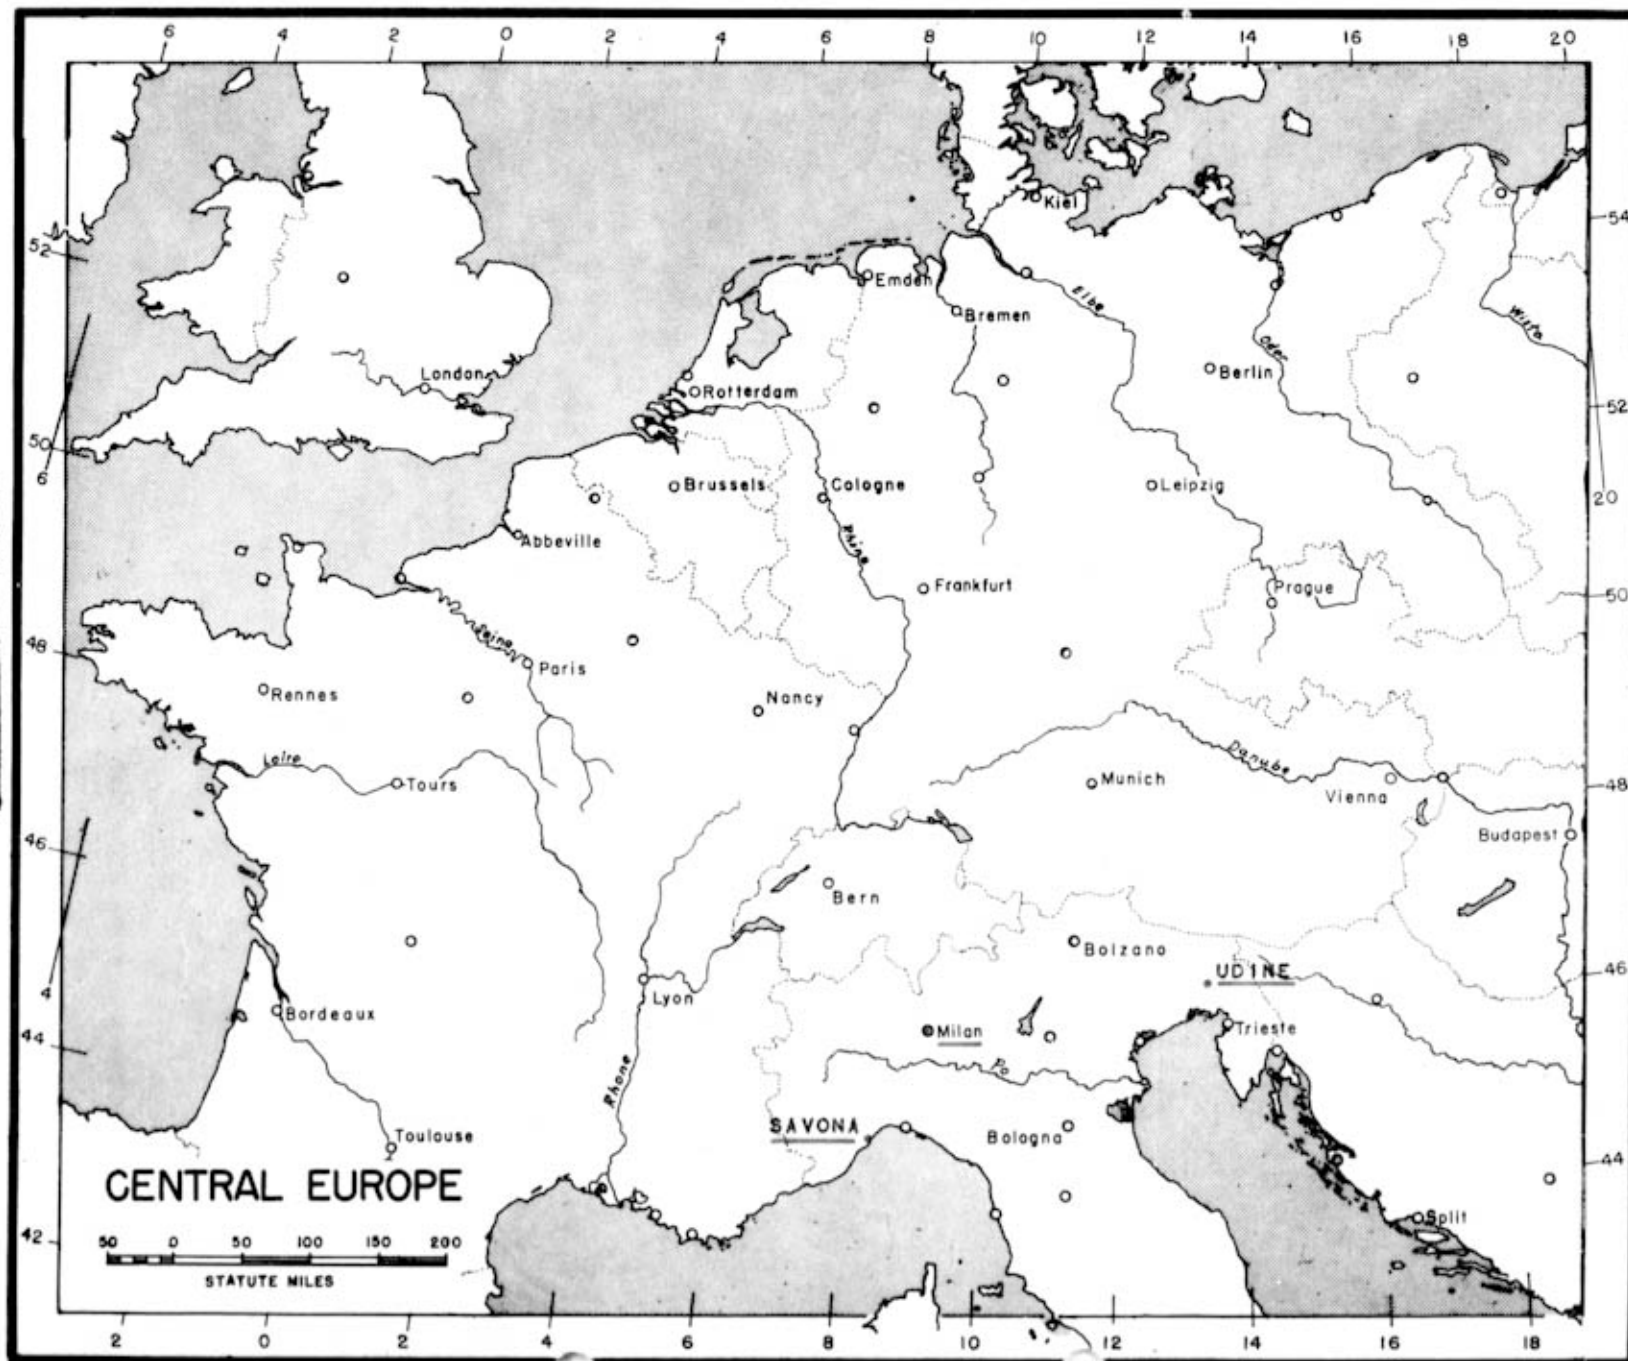 6 4 2 0 2 4 6 8 10 12 14 16 18 20
Kiel
54
52
Emden
Elbe
Bremen
Wista
Oder
London
Berlin
Rotterdam
52
50
6
Brussels
Cologne
Leipzig
20
Abbeville
Rhine
Frankfurt
Prague
50
48
Seine
Paris
Rennes
Nancy
Loire
Danube
Tours
Munich
Vienna
48
Budapest
46
Bern
Bolzano
UDINE
46
4
Lyon
Bordeaux
Milan
Trieste
44
Po
Rhone
SAVONA
Bologna
Toulouse
44
CENTRAL EUROPE
Split
42
50 0 50 100 150 200
STATUTE MILES
2 0 2 4 6 8 10 12 14 16 18